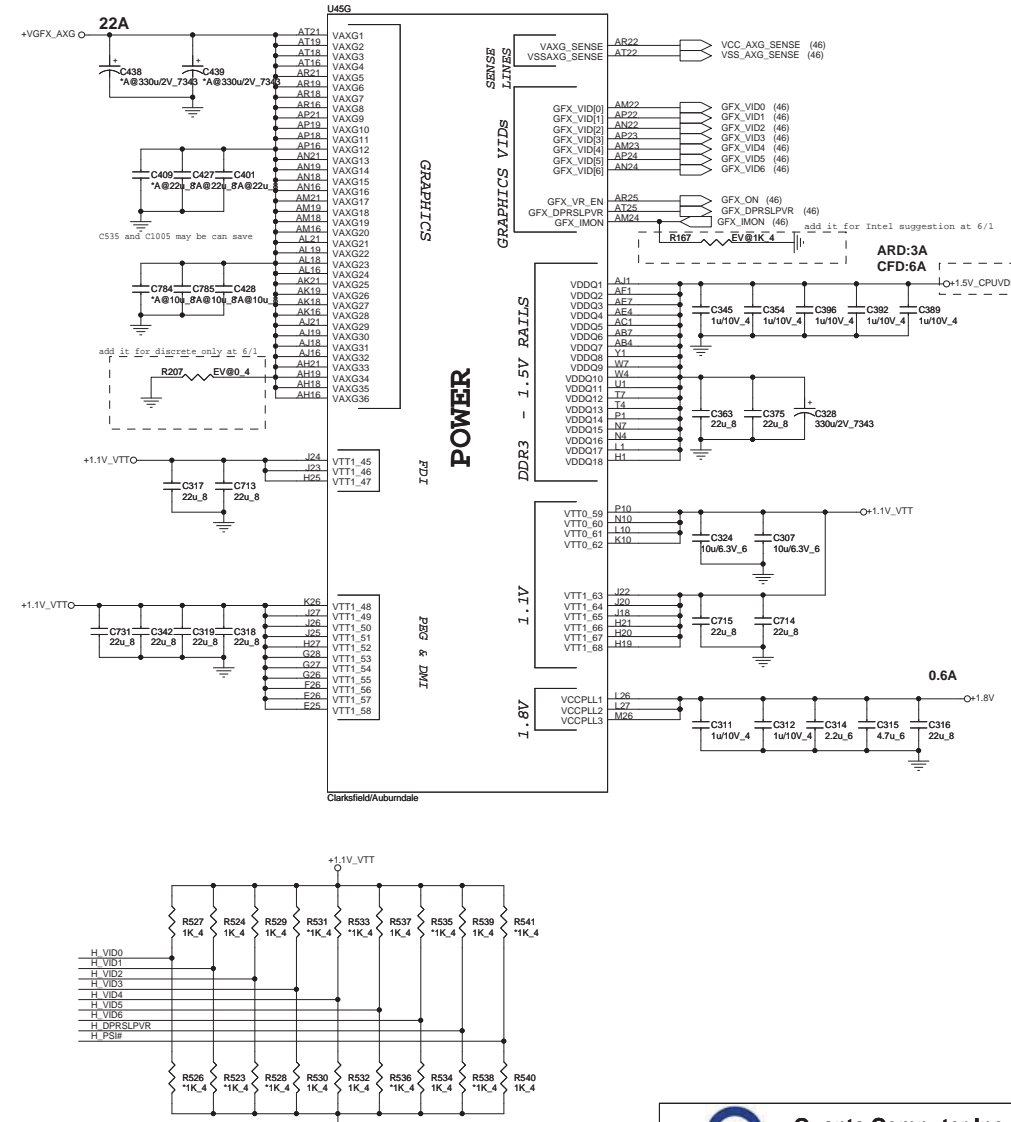 U45G
22A
+VGFX_AXG
C438
*A@330u/2V_7343
C439
*A@330u/2V_7343
C409
*A@22u_8
C427
*A@22u_8
C401
*A@22u_8
C535 and C1005 may be can save
C784
*A@10u_8
C785
*A@10u_8
C428
*A@10u_8
add it for discrete only at 6/1
R207
EV@0_4
AT21 VAXG1
AT19 VAXG2
AT18 VAXG3
AT16 VAXG4
AR21 VAXG5
AR19 VAXG6
AR18 VAXG7
AR16 VAXG8
AP21 VAXG9
AP19 VAXG10
AP18 VAXG11
AP16 VAXG12
AN21 VAXG13
AN19 VAXG14
AN18 VAXG15
AN16 VAXG16
AM21 VAXG17
AM19 VAXG18
AM18 VAXG19
AM16 VAXG20
AL21 VAXG21
AL19 VAXG22
AL18 VAXG23
AL16 VAXG24
AK21 VAXG25
AK19 VAXG26
AK18 VAXG27
AK16 VAXG28
AJ21 VAXG29
AJ19 VAXG30
AJ18 VAXG31
AJ16 VAXG32
AH21 VAXG33
AH19 VAXG34
AH18 VAXG35
AH16 VAXG36
GRAPHICS
+1.1V_VTT
C317
22u_8
C713
22u_8
J24 VTT1_45
J23 VTT1_46
H25 VTT1_47
FDI
+1.1V_VTT
C731
22u_8
C342
22u_8
C319
22u_8
C318
22u_8
K26 VTT1_48
J27 VTT1_49
J26 VTT1_50
J25 VTT1_51
H27 VTT1_52
G28 VTT1_53
G27 VTT1_54
G26 VTT1_55
F26 VTT1_56
E26 VTT1_57
E25 VTT1_58
PEG & DMI
POWER
SENSE
LINES
VAXG_SENSE AR22 VCC_AXG_SENSE (46)
VSSAXG_SENSE AT22 VSS_AXG_SENSE (46)
GRAPHICS VIDs
GFX_VID[0] AM22 GFX_VID0 (46)
GFX_VID[1] AP22 GFX_VID1 (46)
GFX_VID[2] AN22 GFX_VID2 (46)
GFX_VID[3] AP23 GFX_VID3 (46)
GFX_VID[4] AM23 GFX_VID4 (46)
GFX_VID[5] AP24 GFX_VID5 (46)
GFX_VID[6] AN24 GFX_VID6 (46)
GFX_VR_EN AR25 GFX_ON (46)
GFX_DPRSLPVR AT25 GFX_DPRSLPVR (46)
GFX_IMON AM24 GFX_IMON (46)
add it for Intel suggestion at 6/1
R167
EV@1K_4
ARD:3A
CFD:6A
+1.5V_CPUVD
DDR3 - 1.5V RAILS
VDDQ1 AJ1
VDDQ2 AF1
VDDQ3 AE7
VDDQ4 AE4
VDDQ5 AC1
VDDQ6 AB7
VDDQ7 AB4
VDDQ8 Y1
VDDQ9 W7
VDDQ10 W4
VDDQ11 U1
VDDQ12 T7
VDDQ13 T4
VDDQ14 P1
VDDQ15 N7
VDDQ16 N4
VDDQ17 L1
VDDQ18 H1
C345
1u/10V_4
C354
1u/10V_4
C396
1u/10V_4
C392
1u/10V_4
C389
1u/10V_4
C363
22u_8
C375
22u_8
C328
330u/2V_7343
1.1V
VTT0_59 P10
VTT0_60 N10
VTT0_61 L10
VTT0_62 K10
+1.1V_VTT
C324
10u/6.3V_6
C307
10u/6.3V_6
VTT1_63 J22
VTT1_64 J20
VTT1_65 J18
VTT1_66 H21
VTT1_67 H20
VTT1_68 H19
C715
22u_8
C714
22u_8
1.8V
VCCPLL1 L26
VCCPLL2 L27
VCCPLL3 M26
0.6A
+1.8V
C311
1u/10V_4
C312
1u/10V_4
C314
2.2u_6
C315
4.7u_6
C316
22u_8
Clarksfield/Auburndale
+1.1V_VTT
R527
1K_4
R524
1K_4
R529
1K_4
R531
*1K_4
R533
*1K_4
R537
*1K_4
R535
*1K_4
R539
1K_4
R541
*1K_4
H_VID0
H_VID1
H_VID2
H_VID3
H_VID4
H_VID5
H_VID6
H_DPRSLPVR
H_PSI#
R526
*1K_4
R523
*1K_4
R528
*1K_4
R530
1K_4
R532
1K_4
R536
1K_4
R534
1K_4
R538
*1K_4
R540
1K_4